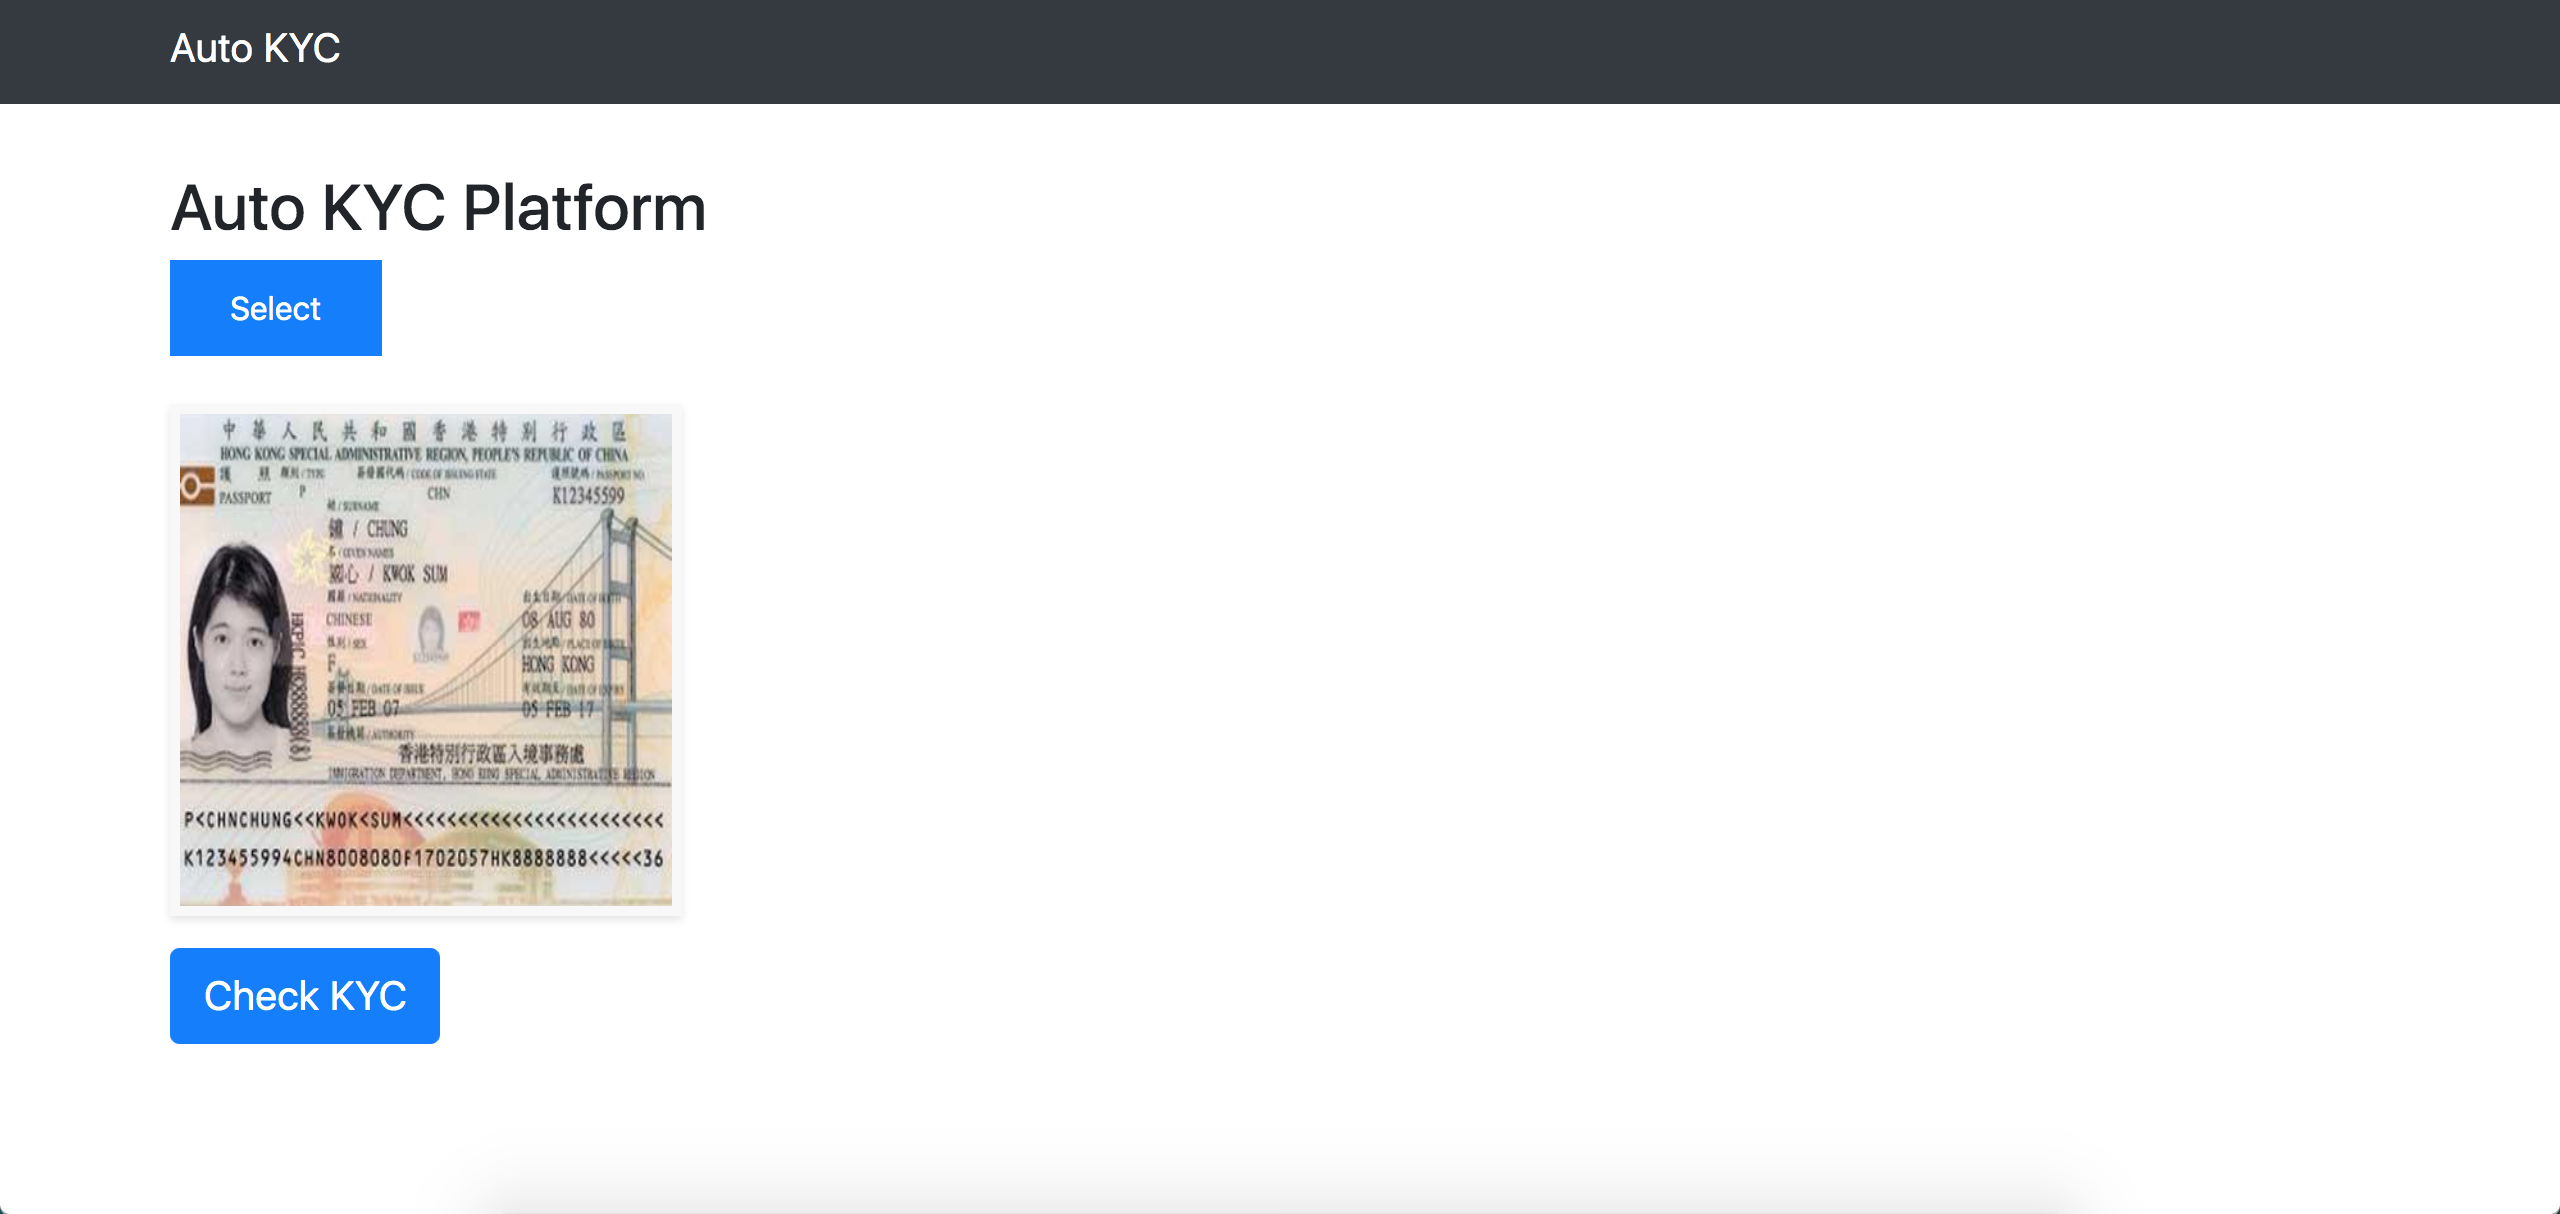 Auto KYC
Auto KYC Platform
Select
中華人民共和國香港特別行政區
HONG KONG SPECIAL ADMINISTRATIVE REGION, PEOPLE'S REPUBLIC OF CHINA
護 照 類別 / TYPE 簽發國代碼 / CODE OF ISSUING STATE 護照號碼 / PASSPORT NO
PASSPORT P CHN K12345599
姓 / SURNAME
鍾 / CHUNG
名 / GIVEN NAMES
國心 / KWOK SUM
國籍 / NATIONALITY 出生日期 / DATE OF BIRTH
CHINESE 08 AUG 80
性別 / SEX 出生地點 / PLACE OF BIRTH
F HONG KONG
簽發日期 / DATE OF ISSUE 有效期至 / DATE OF EXPIRY
05 FEB 07 05 FEB 17
簽發機關 / AUTHORITY
香港特別行政區入境事務處
IMMIGRATION DEPARTMENT, HONG KONG SPECIAL ADMINISTRATIVE REGION
P<CHNCHUNG<<KWOK<SUM<<<<<<<<<<<<<<<<<<<<<<<<
K123455994CHN8008080F1702057HK8888888<<<<<36
Check KYC